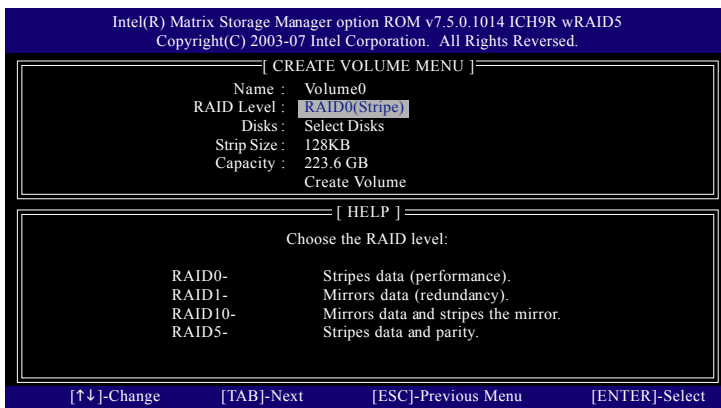 Intel(R) Matrix Storage Manager option ROM v7.5.0.1014 ICH9R wRAID5
Copyright(C) 2003-07 Intel Corporation. All Rights Reversed.
[ CREATE VOLUME MENU ]
Name : Volume0
RAID Level : RAID0(Stripe)
Disks : Select Disks
Strip Size : 128KB
Capacity : 223.6 GB
Create Volume
[ HELP ]
Choose the RAID level:
RAID0- Stripes data (performance).
RAID1- Mirrors data (redundancy).
RAID10- Mirrors data and stripes the mirror.
RAID5- Stripes data and parity.
[↑↓]-Change [TAB]-Next [ESC]-Previous Menu [ENTER]-Select